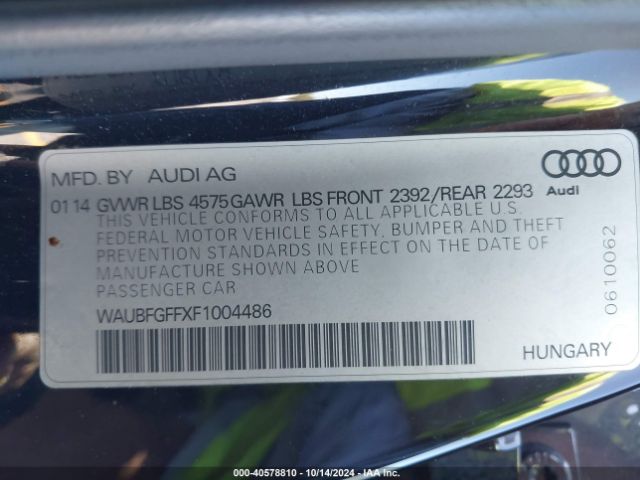 MFD. BY AUDI AG
Audi
0114 GVWR LBS 4575 GAWR LBS FRONT 2392/REAR 2293
THIS VEHICLE CONFORMS TO ALL APPLICABLE U.S.
FEDERAL MOTOR VEHICLE SAFETY, BUMPER AND THEFT
PREVENTION STANDARDS IN EFFECT ON THE DATE OF
MANUFACTURE SHOWN ABOVE
PASSENGER CAR
WAUBFGFFXF1004486
0610062
HUNGARY
000-40578810 - 10/14/2024 - IAA Inc.